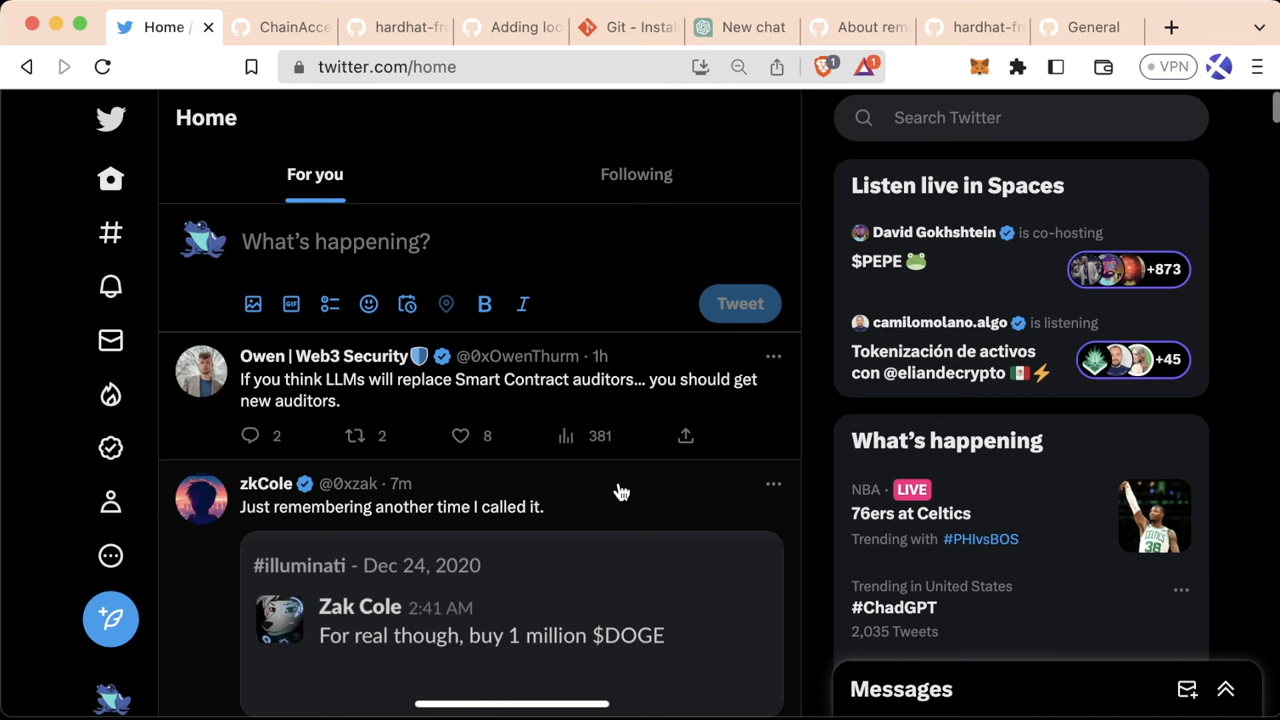 Home /
ChainAcce
hardhat-fr
Adding loc
Git - Instal
New chat
About rem
hardhat-fr
General
twitter.com/home
1
1
VPN
Home
For you
Following
What's happening?
GIF
B
I
Tweet
Owen | Web3 Security @0xOwenThurm · 1h
If you think LLMs will replace Smart Contract auditors... you should get
new auditors.
2
2
8
381
zkCole @0xzak · 7m
Just remembering another time I called it.
#illuminati - Dec 24, 2020
Zak Cole 2:41 AM
For real though, buy 1 million $DOGE
Search Twitter
Listen live in Spaces
David Gokhshtein is co-hosting
$PEPE
+873
camilomolano.algo is listening
Tokenización de activos
con @eliandecrypto
+45
What's happening
NBA · LIVE
76ers at Celtics
Trending with #PHIvsBOS
Trending in United States
#ChadGPT
2,035 Tweets
Messages